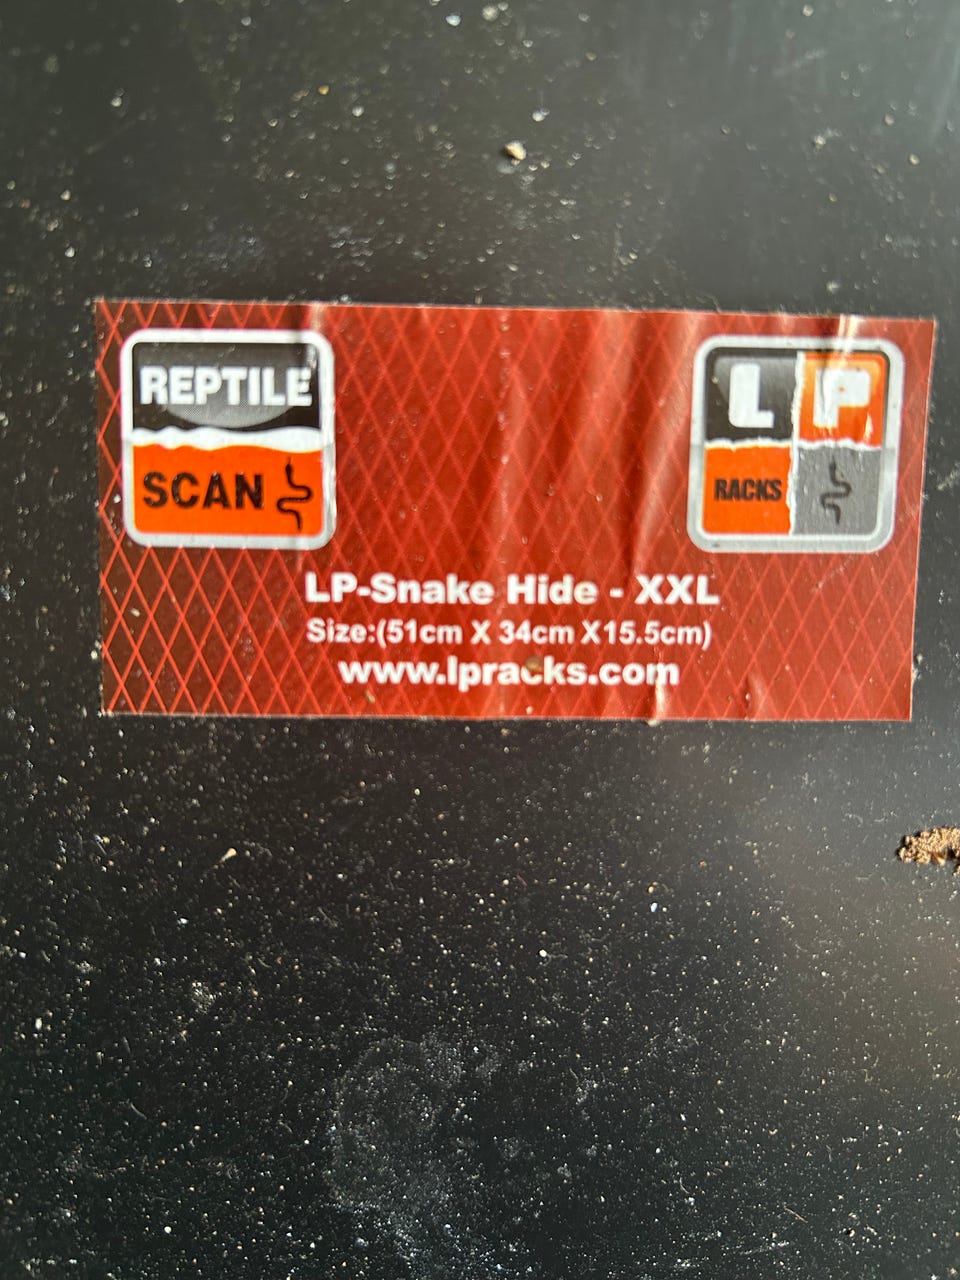 REPTILE
SCAN
L P
RACKS
LP-Snake Hide - XXL
Size:(51cm X 34cm X15.5cm)
www.lpracks.com